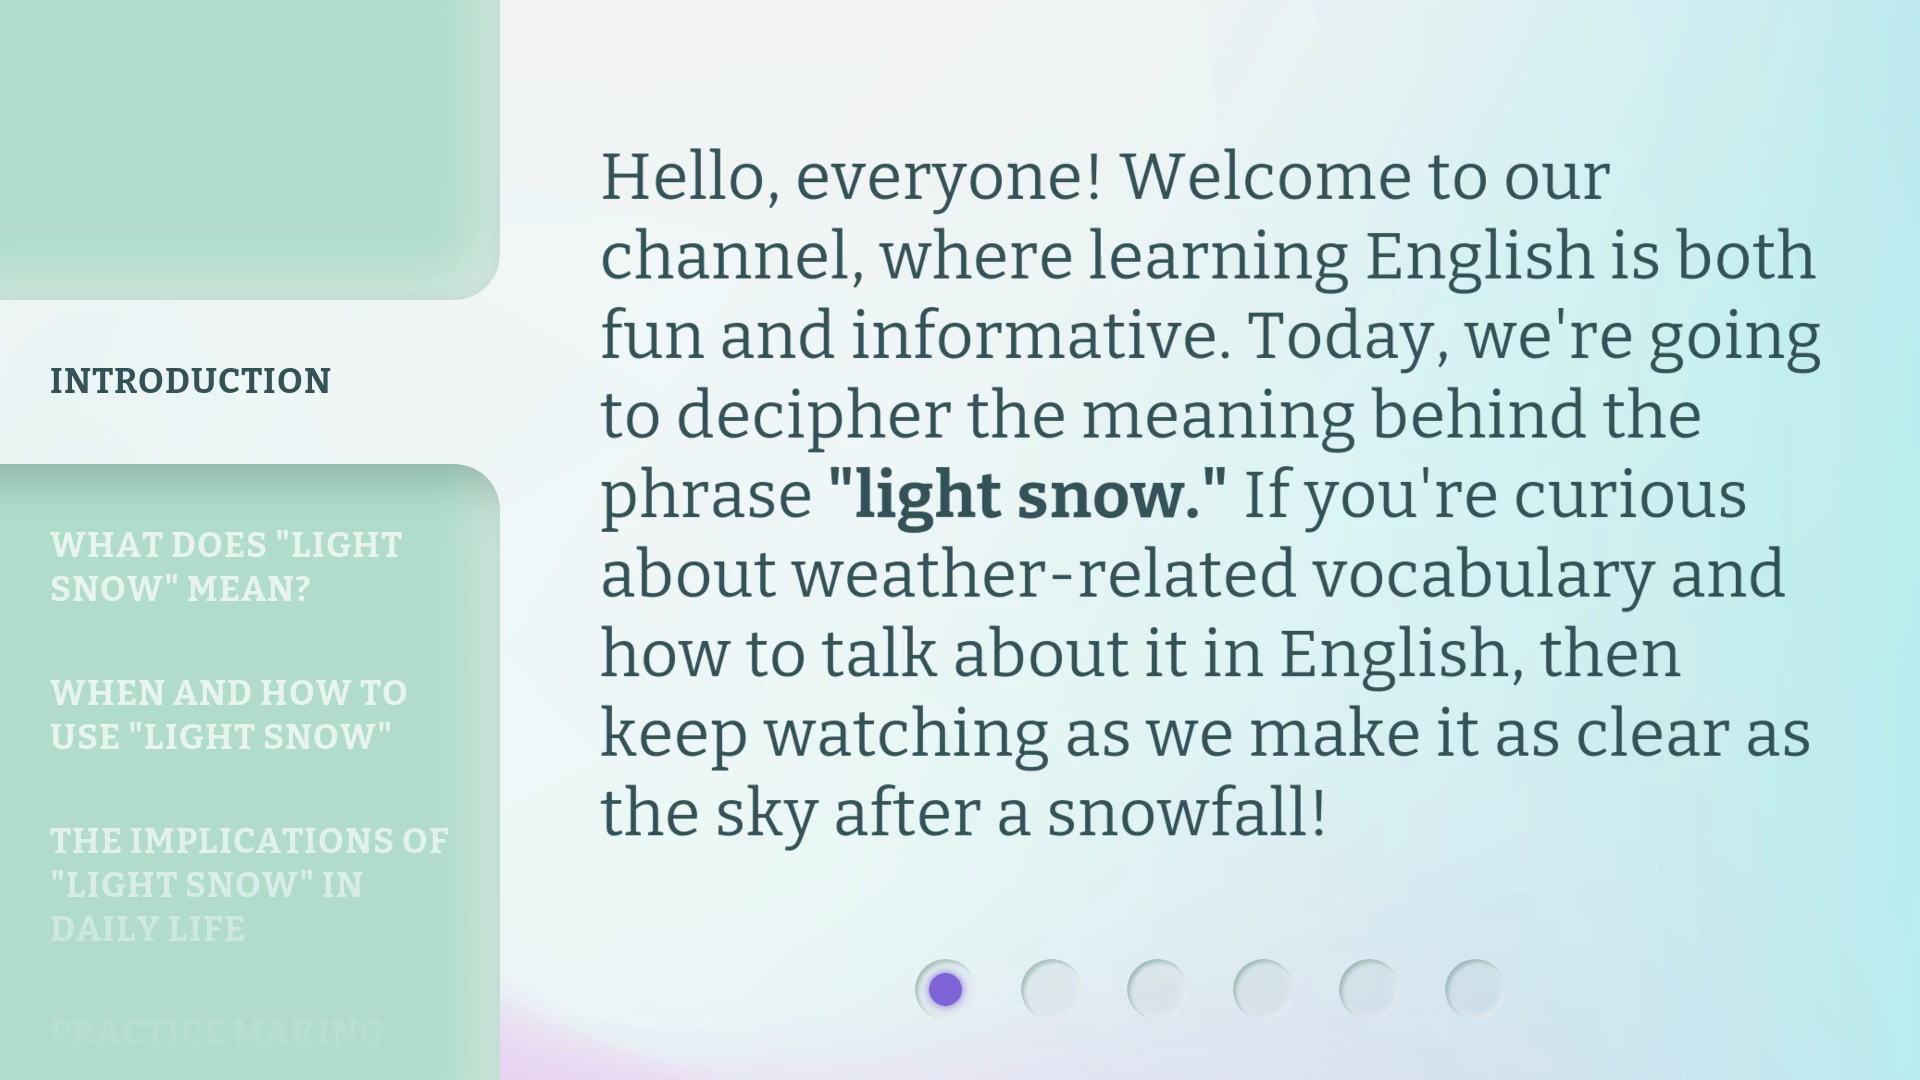 INTRODUCTION
WHAT DOES "LIGHT
SNOW" MEAN?
WHEN AND HOW TO
USE "LIGHT SNOW"
THE IMPLICATIONS OF
"LIGHT SNOW" IN
DAILY LIFE
PRACTICE MAKING
Hello, everyone! Welcome to our
channel, where learning English is both
fun and informative. Today, we're going
to decipher the meaning behind the
phrase "light snow." If you're curious
about weather-related vocabulary and
how to talk about it in English, then
keep watching as we make it as clear as
the sky after a snowfall!